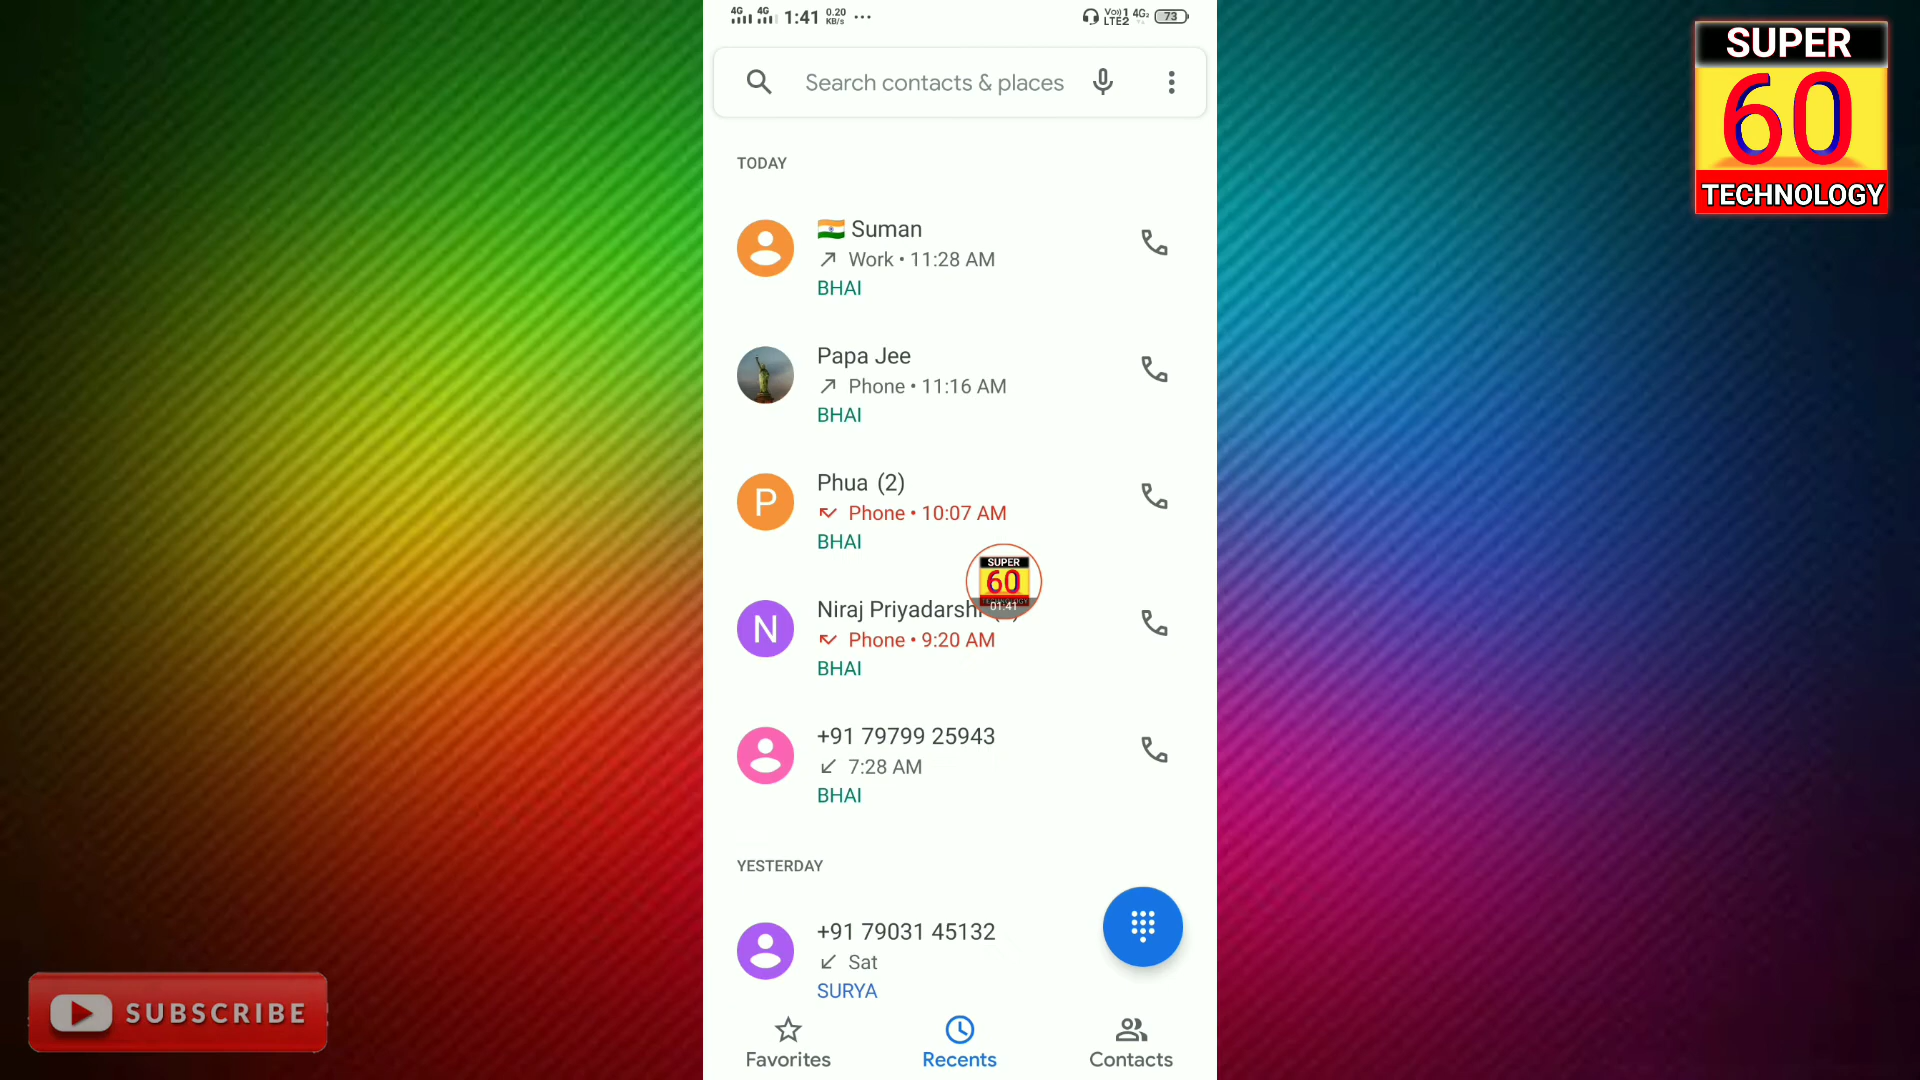 4G 4G 1:41 0.20 KB/s ...
Vo)) 1 LTE2 4G2 73
SUPER
60
TECHNOLOGY
Search contacts & places
TODAY
Suman
Work • 11:28 AM
BHAI
Papa Jee
Phone • 11:16 AM
BHAI
P
Phua (2)
Phone • 10:07 AM
BHAI
SUPER
60
TECHNOLOGY
01:41
N
Niraj Priyadarshi
Phone • 9:20 AM
BHAI
+91 79799 25943
7:28 AM
BHAI
YESTERDAY
+91 79031 45132
Sat
SURYA
SUBSCRIBE
Favorites
Recents
Contacts